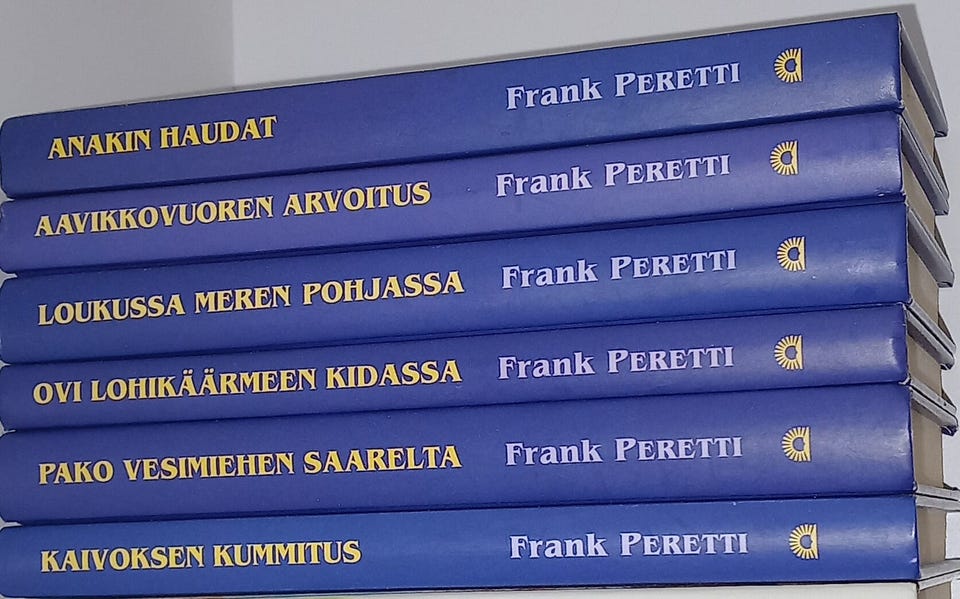 ANAKIN HAUDAT Frank PERETTI
AAVIKKOVUOREN ARVOITUS Frank PERETTI
LOUKUSSA MEREN POHJASSA Frank PERETTI
OVI LOHIKÄÄRMEEN KIDASSA Frank PERETTI
PAKO VESIMIEHEN SAARELTA Frank PERETTI
KAIVOKSEN KUMMITUS Frank PERETTI